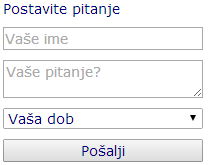 Postavite pitanje
Vaše ime
Vaše pitanje?
Vaša dob
Pošalji